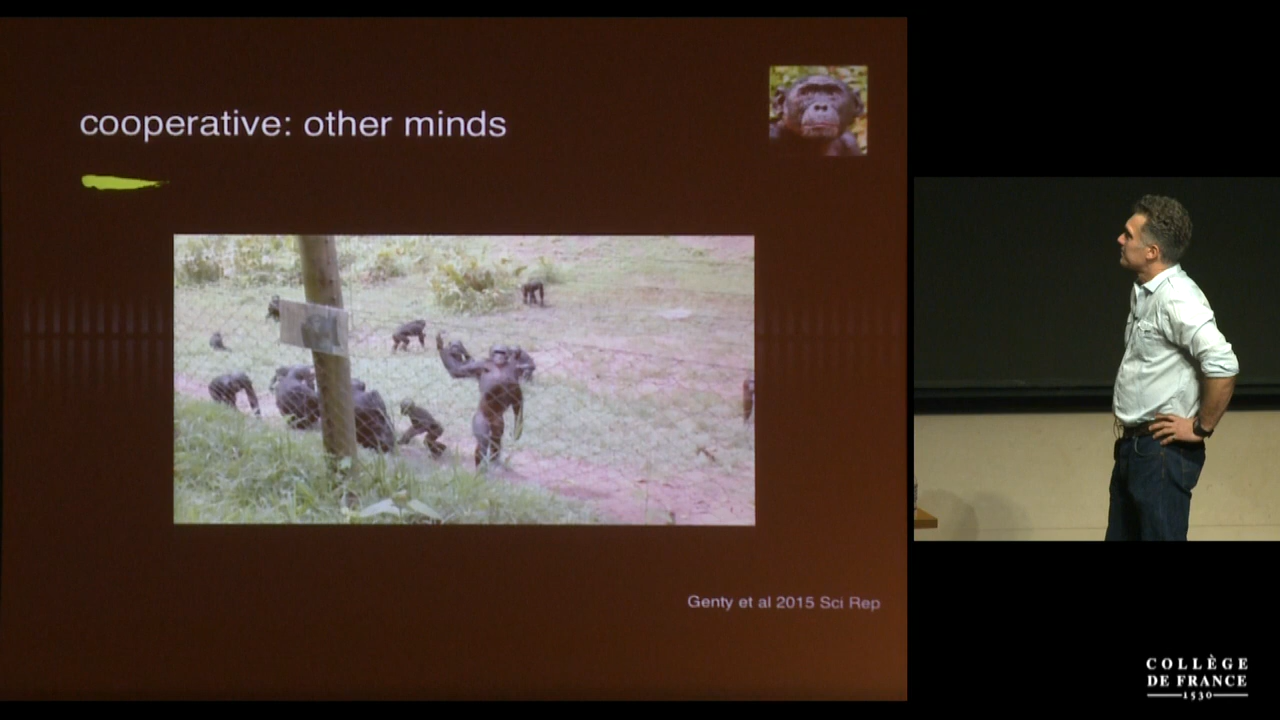 cooperative: other minds
Genty et al 2015 Sci Rep
COLLÈGE
DE FRANCE
1530